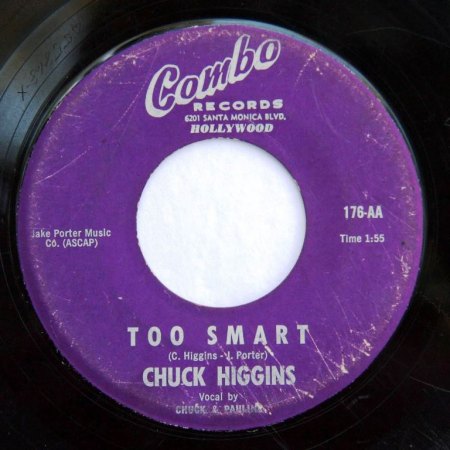 Combo
RECORDS
6201 SANTA MONICA BLVD.
HOLLYWOOD
176-AA
Jake Porter Music
Co. (ASCAP)
Time 1:55
TOO SMART
(C. Higgins - J. Porter)
CHUCK HIGGINS
Vocal by
CHUCK & PAULINE